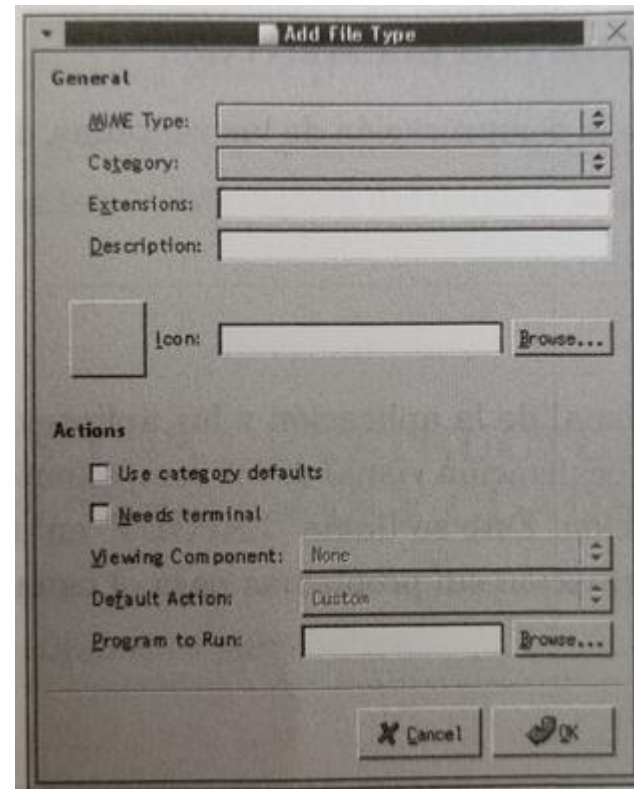 Add File Type
General
MIME Type:
Category:
Extensions:
Description:
Icon:
Browse...
Actions
Use category defaults
Needs terminal
Viewing Component: None
Default Action: Custom
Program to Run:
Browse...
Cancel
OK